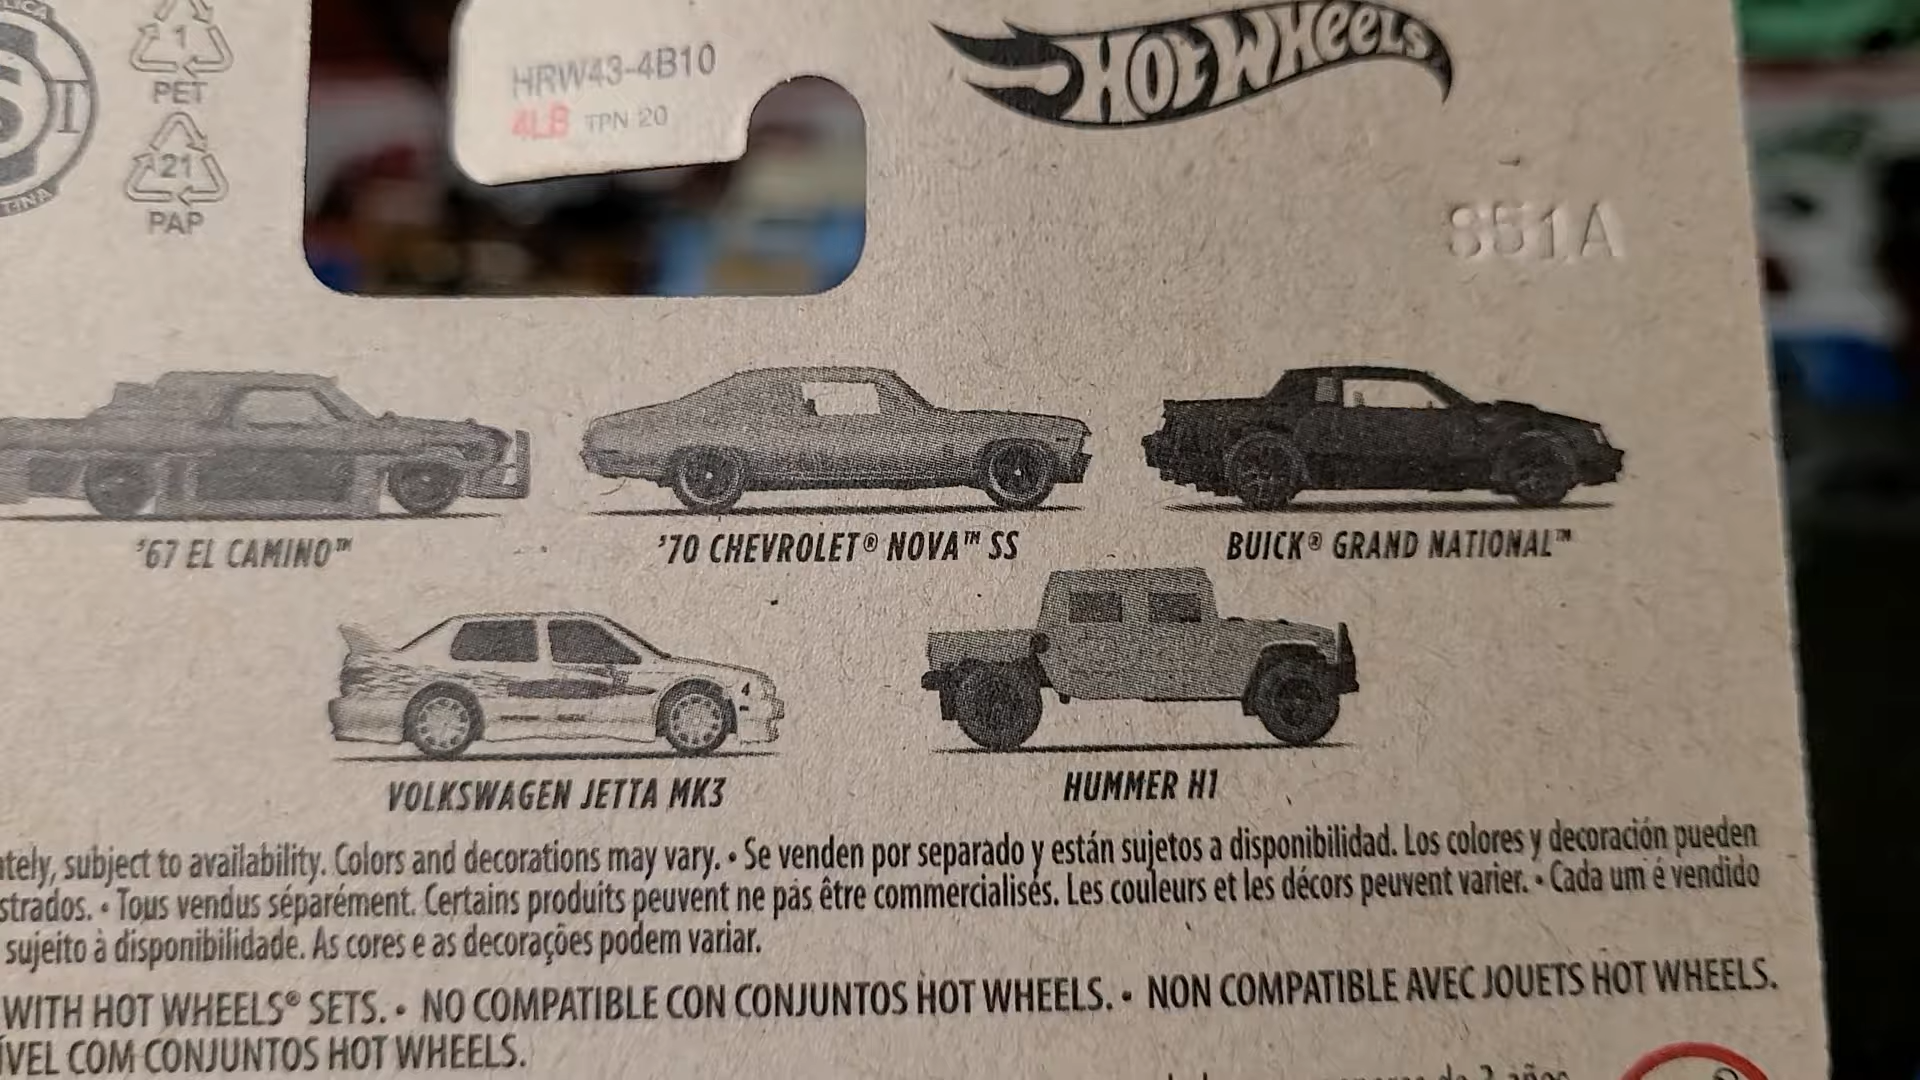 1
PET
21
PAP
HRW43-4B10
4LB TPN 20
HOT WHEELS
851A
'67 EL CAMINO™
'70 CHEVROLET® NOVA™ SS
BUICK® GRAND NATIONAL™
VOLKSWAGEN JETTA MK3
HUMMER H1
subject to availability. Colors and decorations may vary. • Se venden por separado y están sujetos a disponibilidad. Los colores y decoración pueden
• Tous vendus séparément. Certains produits peuvent ne pas être commercialisés. Les couleurs et les décors peuvent varier. • Cada um é vendido
sujeito à disponibilidade. As cores e as decorações podem variar.
WITH HOT WHEELS® SETS. • NO COMPATIBLE CON CONJUNTOS HOT WHEELS. • NON COMPATIBLE AVEC JOUETS HOT WHEELS.
COM CONJUNTOS HOT WHEELS.